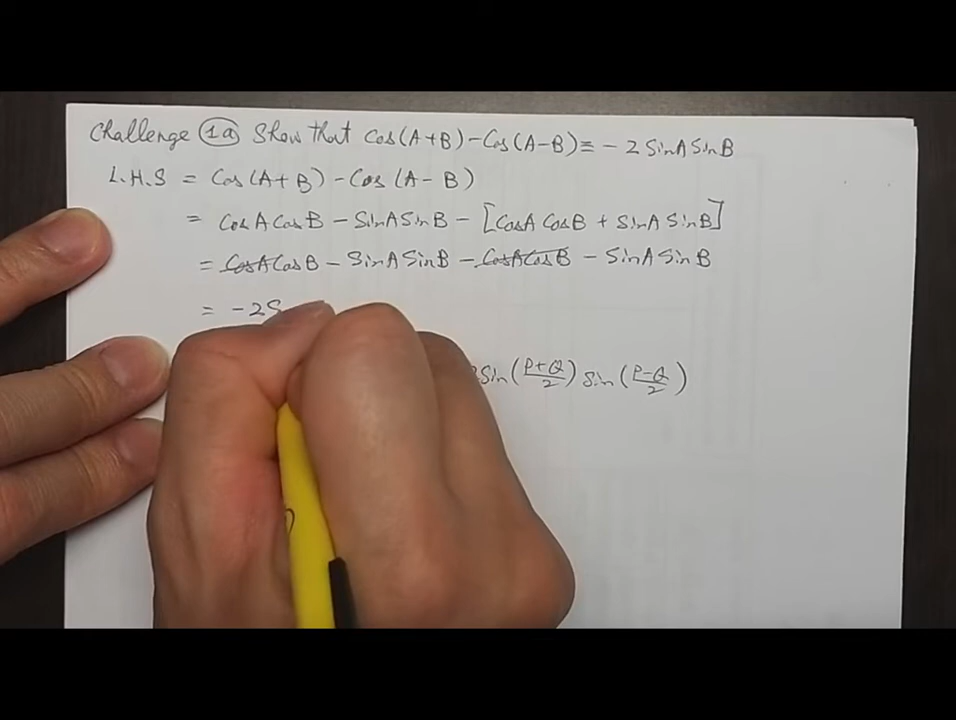 Challenge 1a Show that Cos(A+B)-Cos(A-B)≡ - 2 SinA SinB
L.H.S = Cos(A+B) - Cos(A-B)
= CosA CosB - SinA SinB - [CosA CosB + SinA SinB]
= CosA CosB - SinA SinB - CosA CosB - SinA SinB
= -2S
Sin(P+Q/2) Sin(P-Q/2)